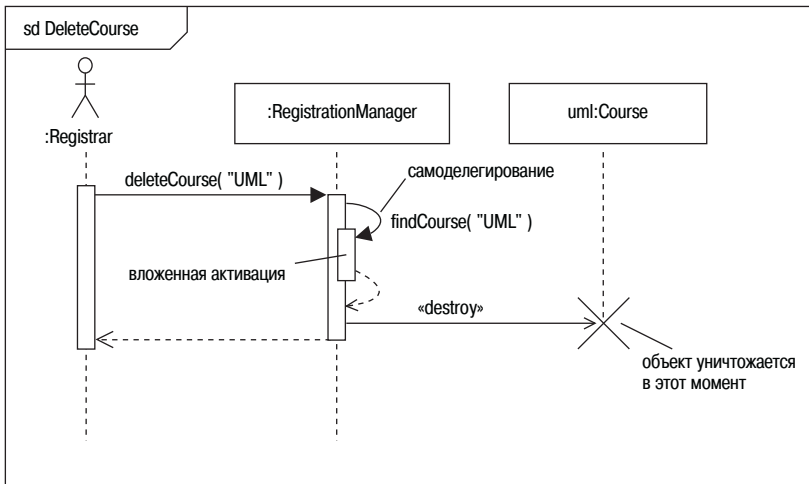 sd DeleteCourse
:RegistrationManager
uml:Course
:Registrar
самоделегирование
deleteCourse( "UML" )
findCourse( "UML" )
вложенная активация
«destroy»
объект уничтожается
в этот момент